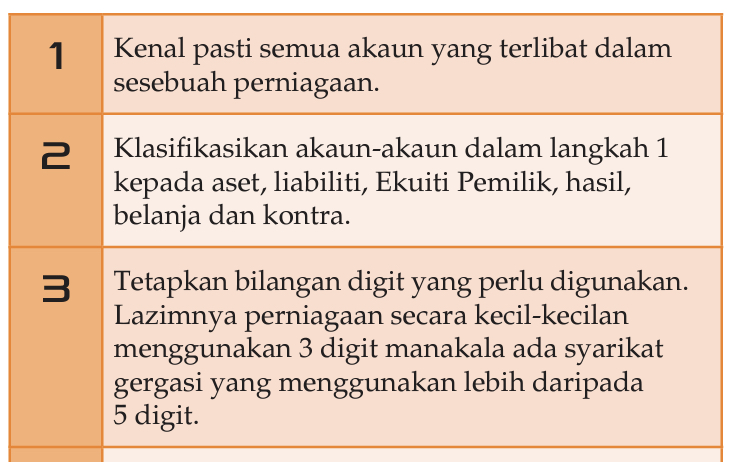 1
Kenal pasti semua akaun yang terlibat dalam
sesebuah perniagaan.
2
Klasifikasikan akaun-akaun dalam langkah 1
kepada aset, liabiliti, Ekuiti Pemilik, hasil,
belanja dan kontra.
3
Tetapkan bilangan digit yang perlu digunakan.
Lazimnya perniagaan secara kecil-kecilan
menggunakan 3 digit manakala ada syarikat
gergasi yang menggunakan lebih daripada
5 digit.